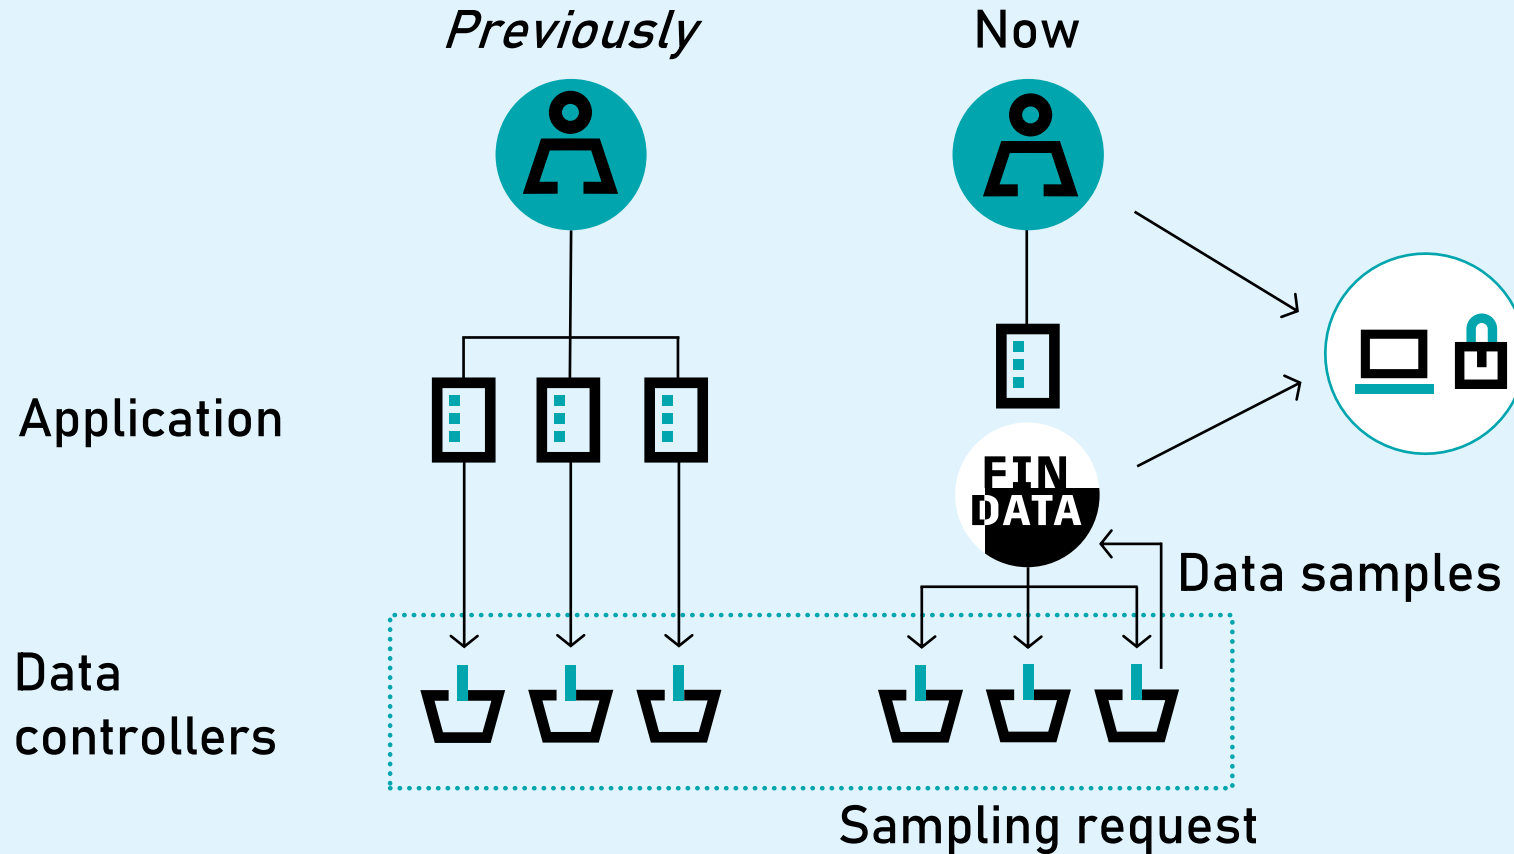 Previously
Now
Application
FIN
DATA
Data samples
Data
controllers
Sampling request